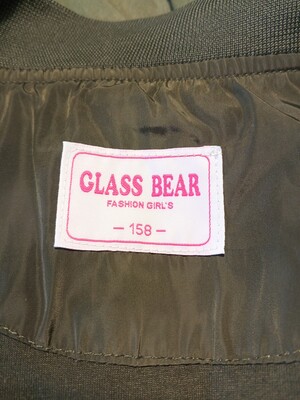 GLASS BEAR
FASHION GIRL'S
- 158 -